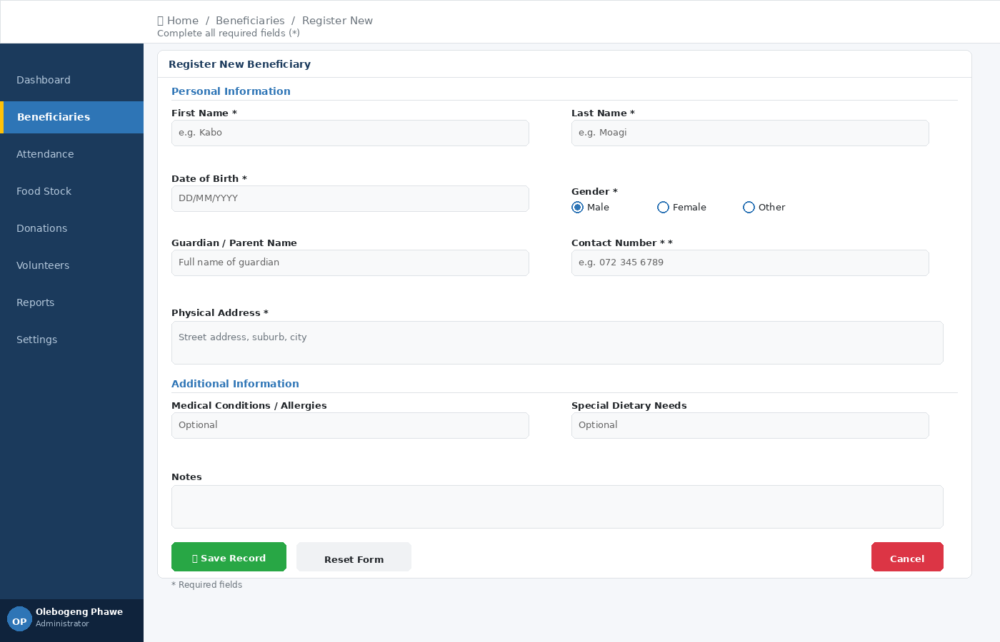 Home / Beneficiaries / Register New
Complete all required fields (*)
Dashboard
Beneficiaries
Attendance
Food Stock
Donations
Volunteers
Reports
Settings
OP
Olebogeng Phawe
Administrator
Register New Beneficiary
Personal Information
First Name * Last Name *
e.g. Kabo e.g. Moagi
Date of Birth *
DD/MM/YYYY
Gender *
Male Female Other
Guardian / Parent Name Contact Number * *
Full name of guardian e.g. 072 345 6789
Physical Address *
Street address, suburb, city
Additional Information
Medical Conditions / Allergies Special Dietary Needs
Optional Optional
Notes
Save Record Reset Form Cancel
* Required fields